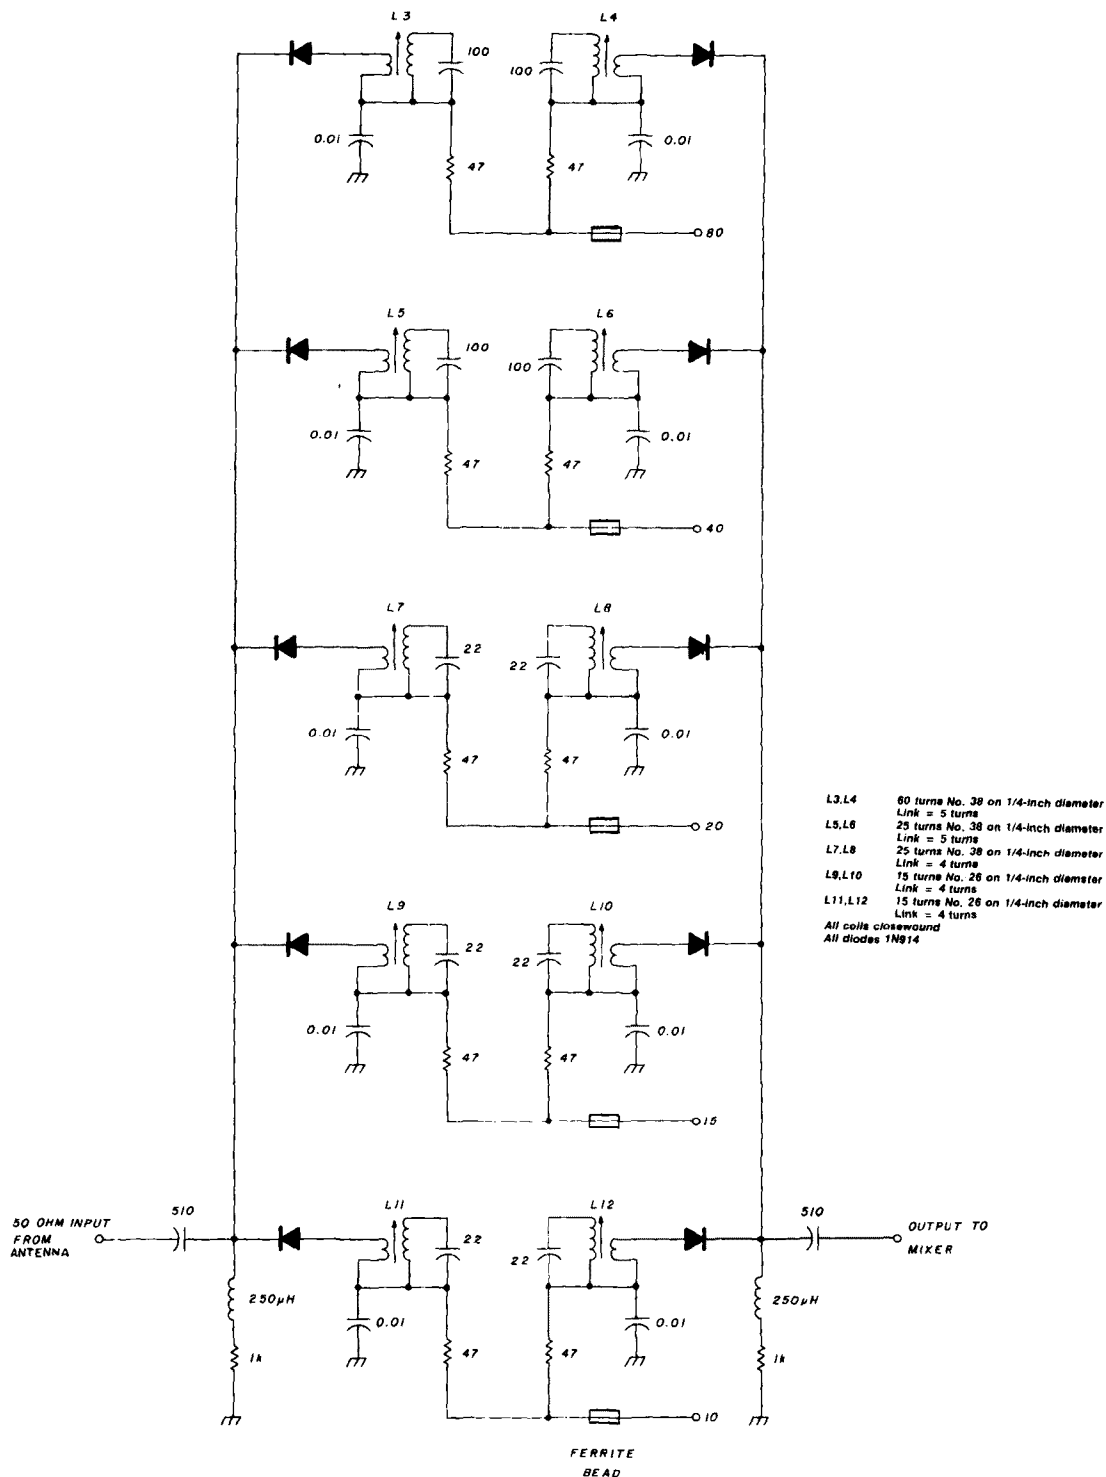 L3 L4
100 100
0.01 0.01
47 47
80
L5 L6
100 100
0.01 0.01
47 47
40
L7 L8
22 22
0.01 0.01
47 47
20
L3,L4 60 turns No. 38 on 1/4-inch diameter
Link = 5 turns
L5,L6 25 turns No. 38 on 1/4-inch diameter
Link = 5 turns
L7,L8 25 turns No. 38 on 1/4-inch diameter
Link = 4 turns
L9,L10 15 turns No. 26 on 1/4-inch diameter
Link = 4 turns
L11,L12 15 turns No. 26 on 1/4-inch diameter
Link = 4 turns
All coils closewound
All diodes 1N914
L9 L10
22 22
0.01 0.01
47 47
15
L11 L12
50 OHM INPUT
FROM
ANTENNA
510 510
OUTPUT TO
MIXER
22 22
250µH 250µH
0.01 0.01
1k 47 47 1k
10
FERRITE
BEAD